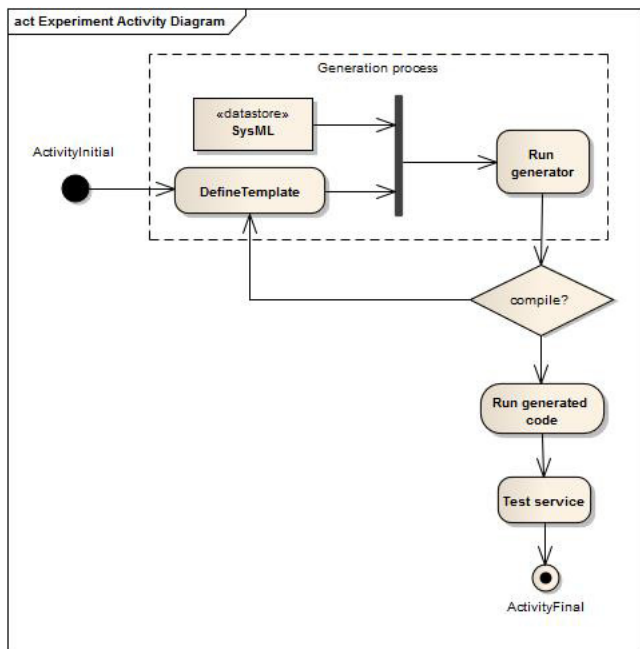 act Experiment Activity Diagram
Generation process
«datastore»
SysML
ActivityInitial
Run
generator
DefineTemplate
compile?
Run generated
code
Test service
ActivityFinal